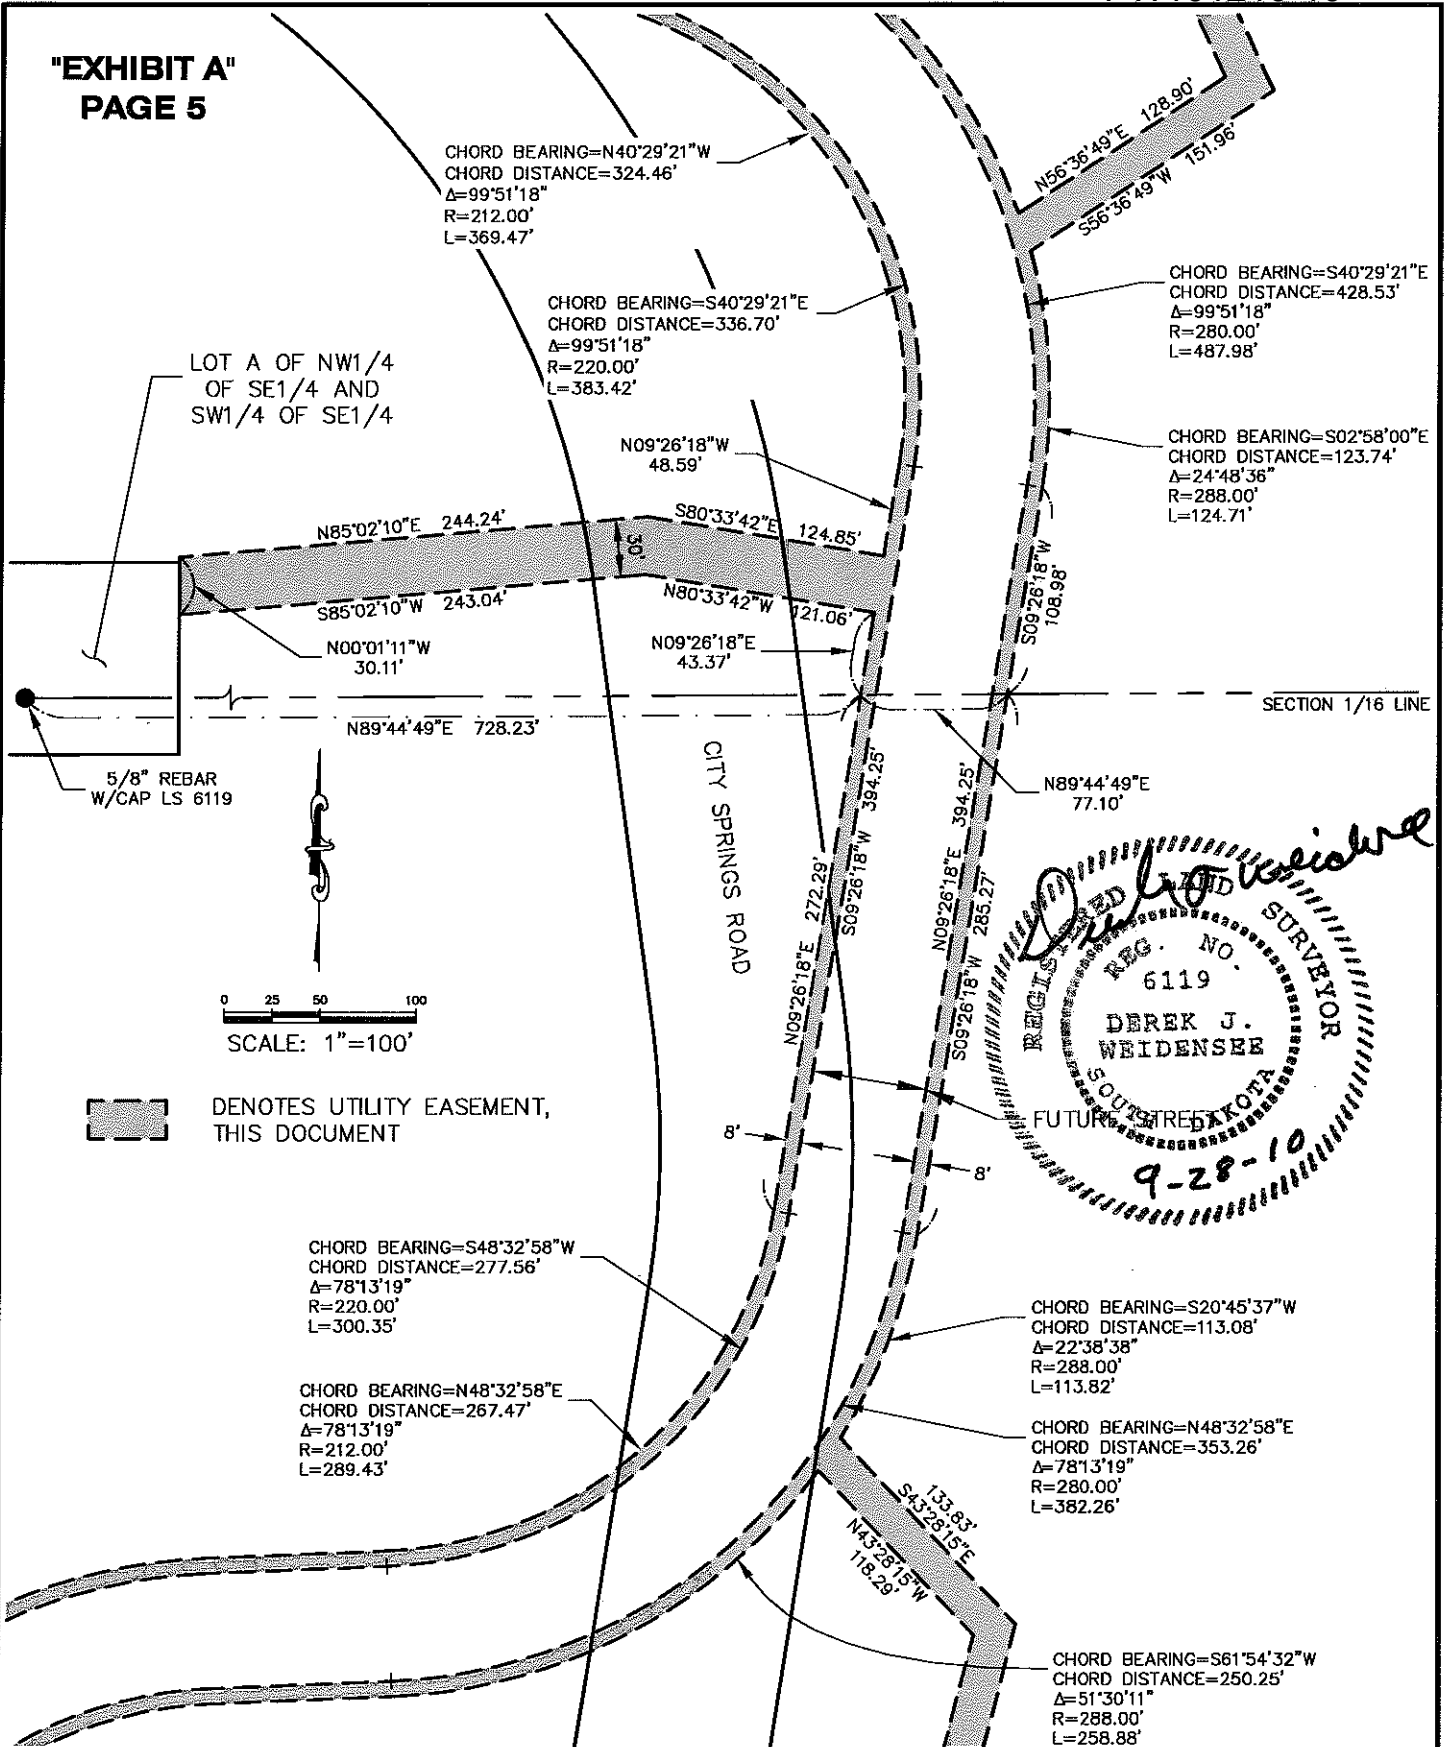 "EXHIBIT A"
PAGE 5
CHORD BEARING=N40°29'21"W
CHORD DISTANCE=324.46'
Δ=99°51'18"
R=212.00'
L=369.47'
N56°36'49"E 128.90'
S56°36'49"W 151.96'
CHORD BEARING=S40°29'21"E
CHORD DISTANCE=336.70'
Δ=99°51'18"
R=220.00'
L=383.42'
CHORD BEARING=S40°29'21"E
CHORD DISTANCE=428.53'
Δ=99°51'18"
R=280.00'
L=487.98'
LOT A OF NW1/4
OF SE1/4 AND
SW1/4 OF SE1/4
N09°26'18"W
48.59'
CHORD BEARING=S02°58'00"E
CHORD DISTANCE=123.74'
Δ=24°48'36"
R=288.00'
L=124.71'
N85°02'10"E 244.24'
S80°33'42"E 124.85'
30'
S85°02'10"W 243.04'
N80°33'42"W 121.06'
S09°26'18"W
108.98'
N00°01'11"W
30.11'
N09°26'18"E
43.37'
SECTION 1/16 LINE
N89°44'49"E 728.23'
5/8" REBAR
W/CAP LS 6119
N89°44'49"E
77.10'
CITY SPRINGS ROAD
N09°26'18"E 272.29'
S09°26'18"W 394.25'
N09°26'18"E 394.25'
S09°26'18"W 285.27'
REGISTERED LAND SURVEYOR
REG. NO.
6119
DEREK J.
WEIDENSEE
SOUTH DAKOTA
9-28-10
0 25 50 100
SCALE: 1"=100'
DENOTES UTILITY EASEMENT,
THIS DOCUMENT
FUTURE STREET
8'
8'
CHORD BEARING=S48°32'58"W
CHORD DISTANCE=277.56'
Δ=78°13'19"
R=220.00'
L=300.35'
CHORD BEARING=S20°45'37"W
CHORD DISTANCE=113.08'
Δ=22°38'38"
R=288.00'
L=113.82'
CHORD BEARING=N48°32'58"E
CHORD DISTANCE=267.47'
Δ=78°13'19"
R=212.00'
L=289.43'
CHORD BEARING=N48°32'58"E
CHORD DISTANCE=353.26'
Δ=78°13'19"
R=280.00'
L=382.26'
133.83'
S43°28'15"E
N43°28'15"W
118.29'
CHORD BEARING=S61°54'32"W
CHORD DISTANCE=250.25'
Δ=51°30'11"
R=288.00'
L=258.88'